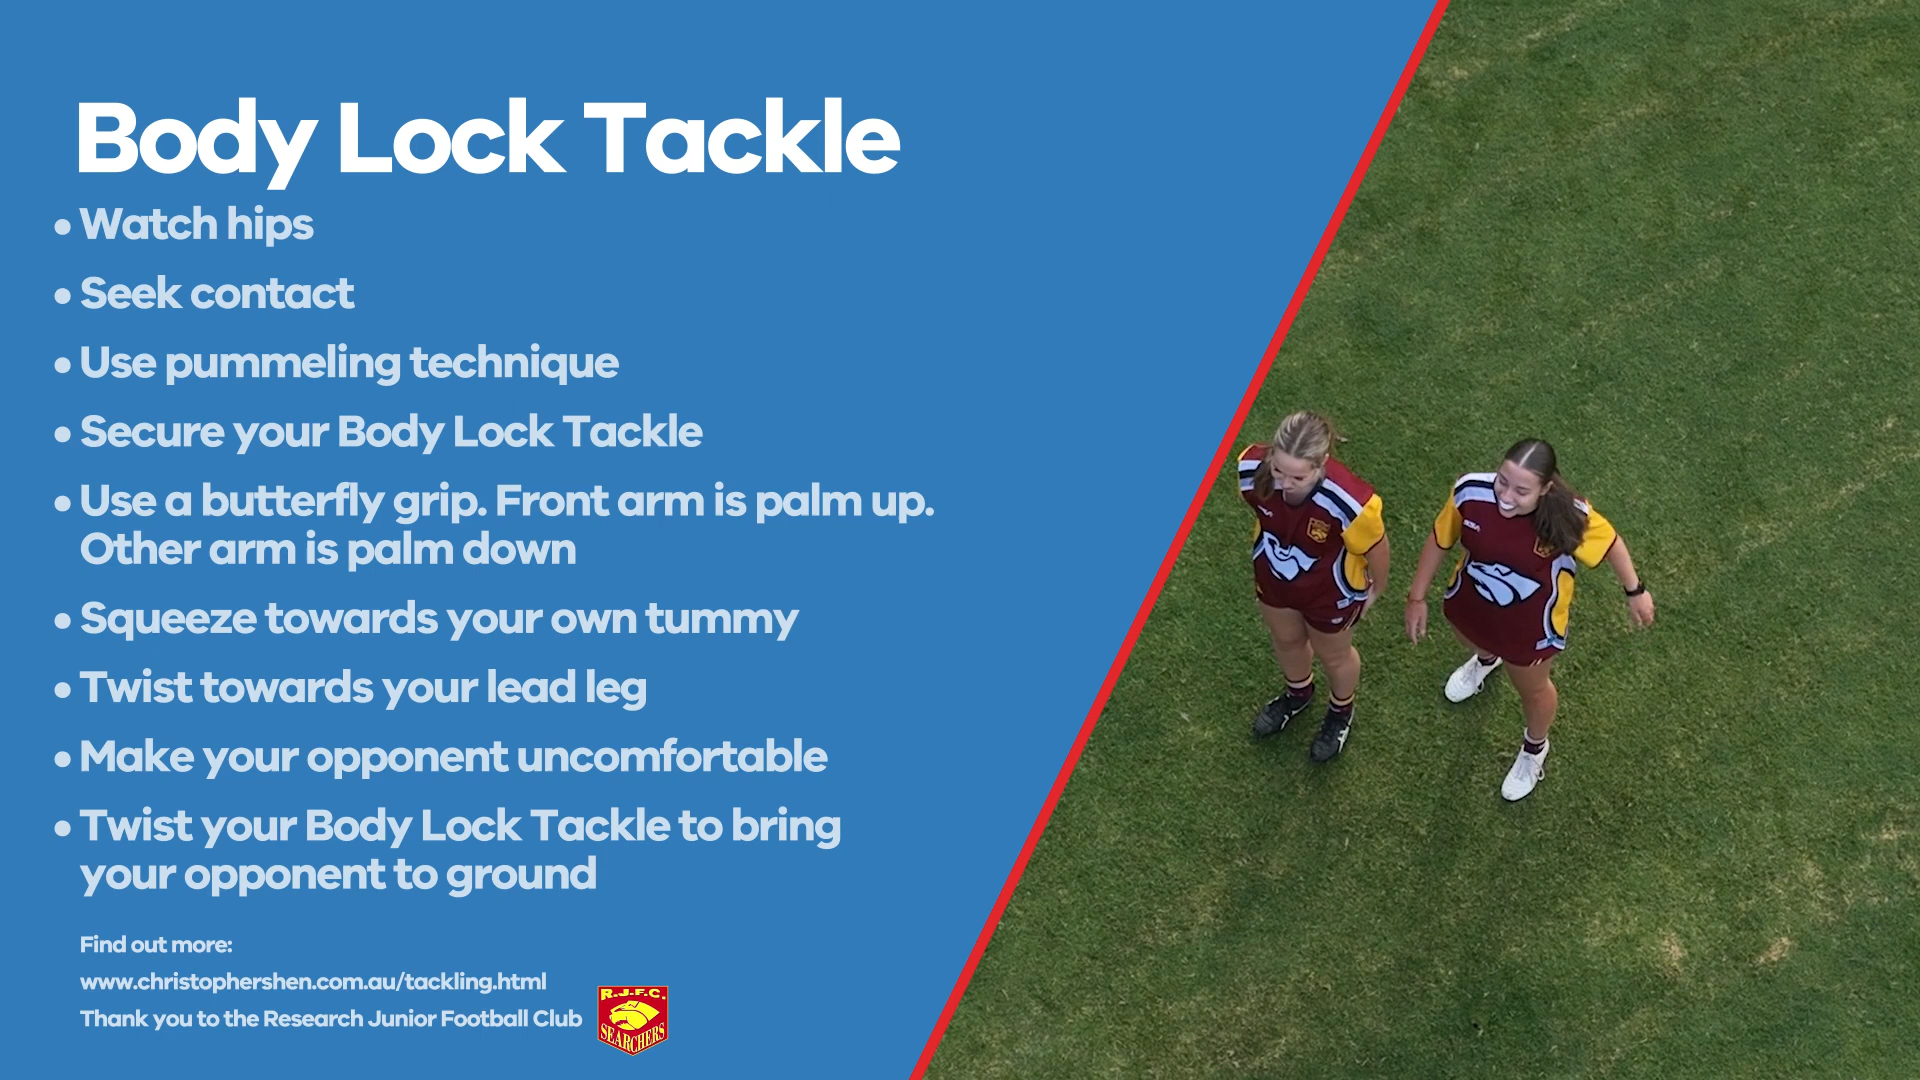 Body Lock Tackle
• Watch hips
• Seek contact
• Use pummeling technique
• Secure your Body Lock Tackle
• Use a butterfly grip. Front arm is palm up.
Other arm is palm down
• Squeeze towards your own tummy
• Twist towards your lead leg
• Make your opponent uncomfortable
• Twist your Body Lock Tackle to bring
your opponent to ground
Find out more:
www.christophershen.com.au/tackling.html
Thank you to the Research Junior Football Club
R.J.F.C.
SEARCHERS